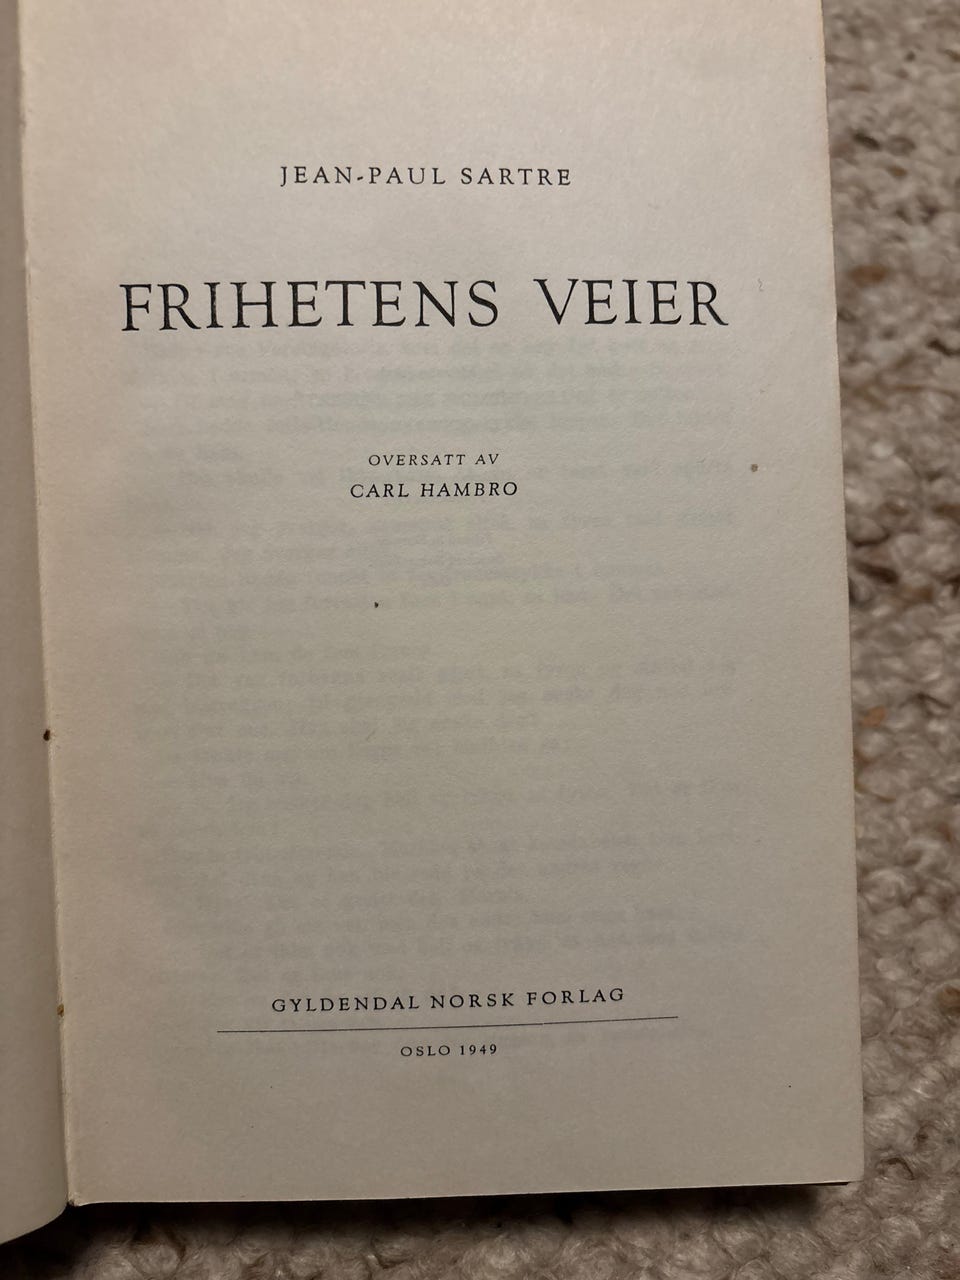 JEAN-PAUL SARTRE
FRIHETENS VEIER
OVERSATT AV
CARL HAMBRO
GYLDENDAL NORSK FORLAG
OSLO 1949